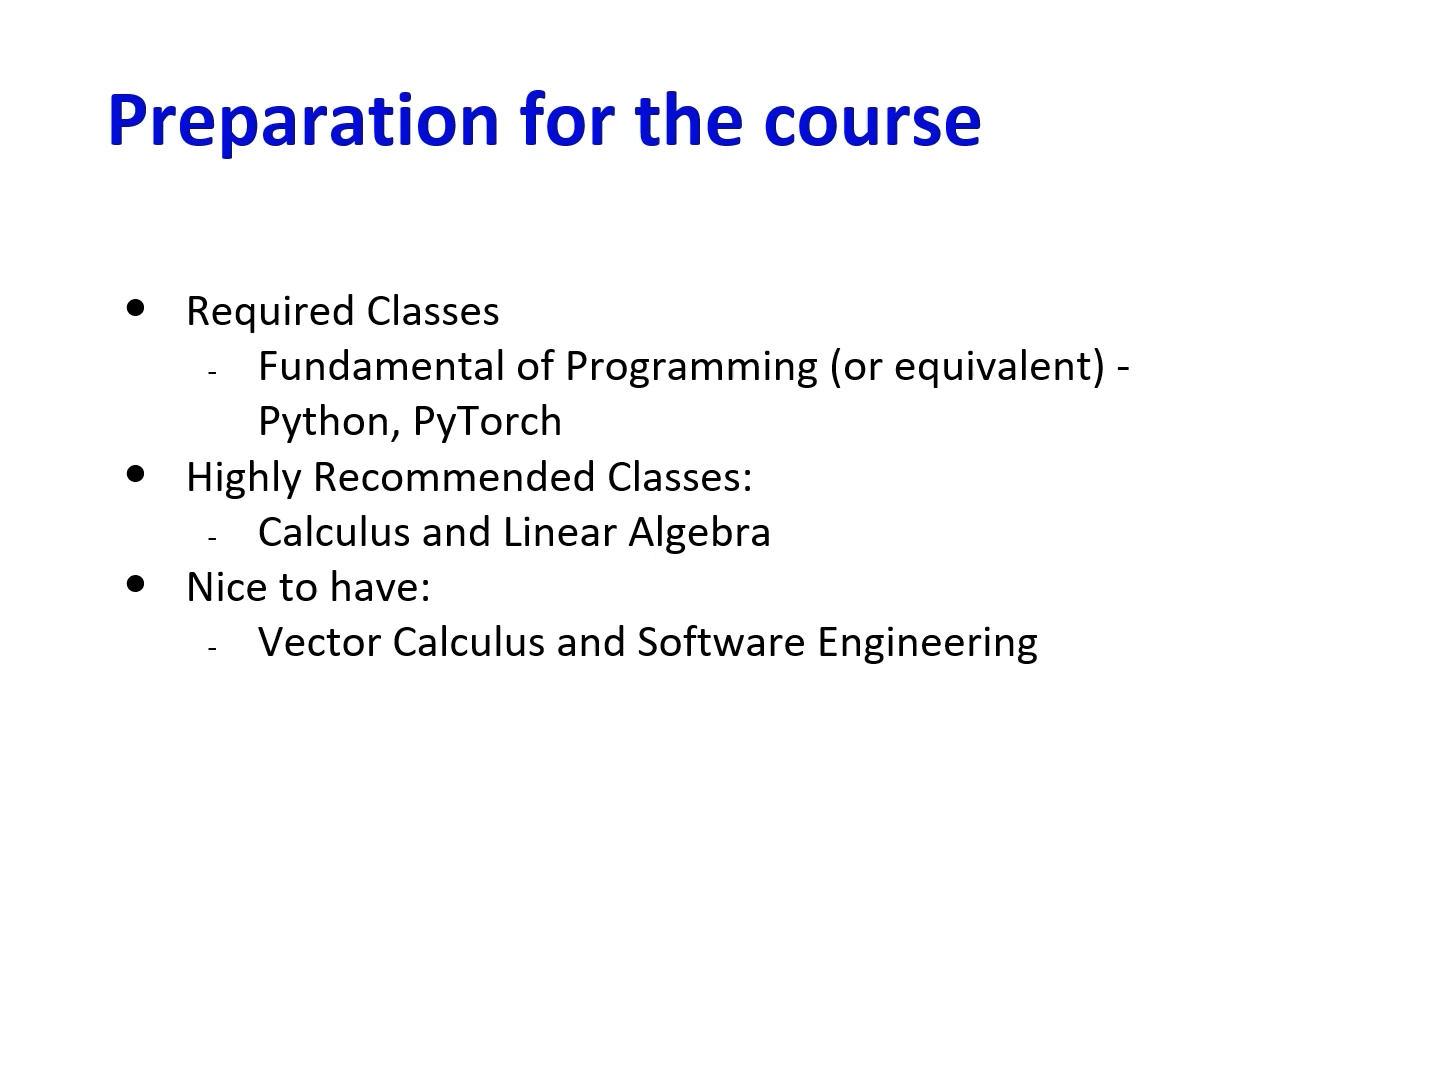 Preparation for the course
• Required Classes
- Fundamental of Programming (or equivalent) -
Python, PyTorch
• Highly Recommended Classes:
- Calculus and Linear Algebra
• Nice to have:
- Vector Calculus and Software Engineering